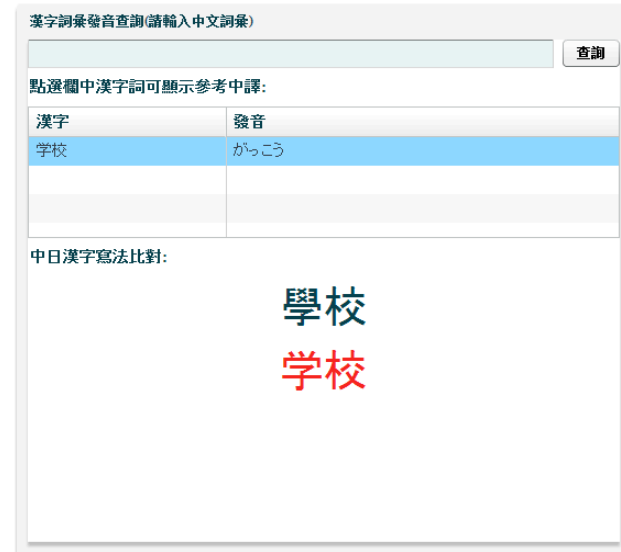 漢字詞彙發音查詢(請輸入中文詞彙)
查詢
點選欄中漢字詞可顯示參考中譯:
漢字 發音
学校 がっこう
中日漢字寫法比對:
學校
学校